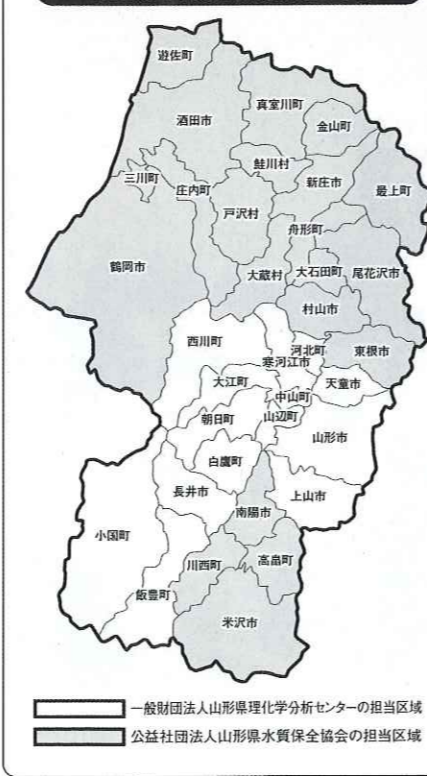 遊佐町
真室川町
酒田市
金山町
鮭川村
三川町
庄内町
新庄市
最上町
戸沢村
舟形町
鶴岡市
大蔵村
大石田町
尾花沢市
村山市
西川町
河北町
東根市
寒河江市
大江町
天童市
中山町
朝日町
山辺町
山形市
白鷹町
長井市
上山市
南陽市
小国町
川西町
高畠町
飯豊町
米沢市
一般財団法人山形県理化学分析センターの担当区域
公益社団法人山形県水質保全協会の担当区域